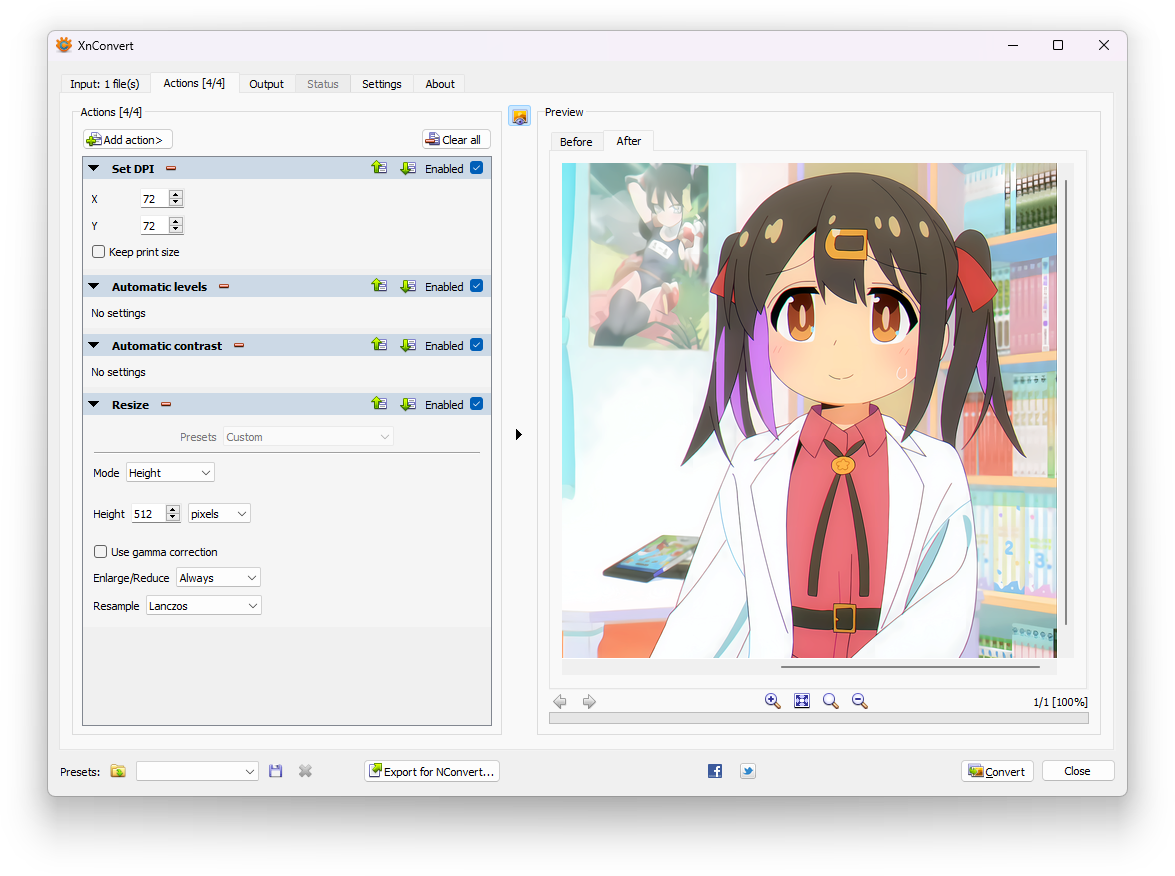 XnConvert
Input: 1 file(s)
Actions [4/4]
Output
Status
Settings
About
Actions [4/4]
Add action>
Clear all
Set DPI
Enabled
X
72
Y
72
Keep print size
Automatic levels
Enabled
No settings
Automatic contrast
Enabled
No settings
Resize
Enabled
Presets
Custom
Mode
Height
Height
512
pixels
Use gamma correction
Enlarge/Reduce
Always
Resample
Lanczos
Preview
Before
After
2
3
1/1 [100%]
Presets:
Export for NConvert...
Convert
Close